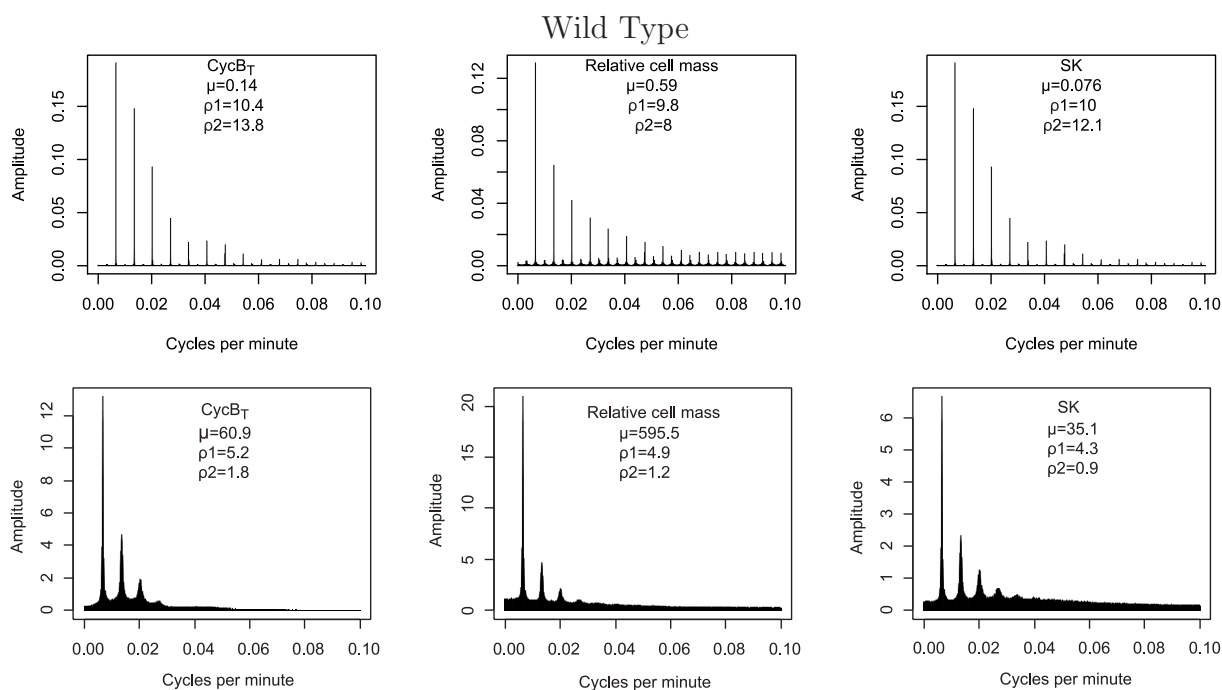 Wild Type
CycB_T
μ=0.14
ρ1=10.4
ρ2=13.8
Amplitude
0.00 0.05 0.10 0.15
0.00 0.02 0.04 0.06 0.08 0.10
Cycles per minute
Relative cell mass
μ=0.59
ρ1=9.8
ρ2=8
Amplitude
0.00 0.04 0.08 0.12
0.00 0.02 0.04 0.06 0.08 0.10
Cycles per minute
SK
μ=0.076
ρ1=10
ρ2=12.1
Amplitude
0.00 0.05 0.10 0.15
0.00 0.02 0.04 0.06 0.08 0.10
Cycles per minute
CycB_T
μ=60.9
ρ1=5.2
ρ2=1.8
Amplitude
0 2 4 6 8 10 12
0.00 0.02 0.04 0.06 0.08 0.10
Cycles per minute
Relative cell mass
μ=595.5
ρ1=4.9
ρ2=1.2
Amplitude
0 5 10 15 20
0.00 0.02 0.04 0.06 0.08 0.10
Cycles per minute
SK
μ=35.1
ρ1=4.3
ρ2=0.9
Amplitude
0 1 2 3 4 5 6
0.00 0.02 0.04 0.06 0.08 0.10
Cycles per minute